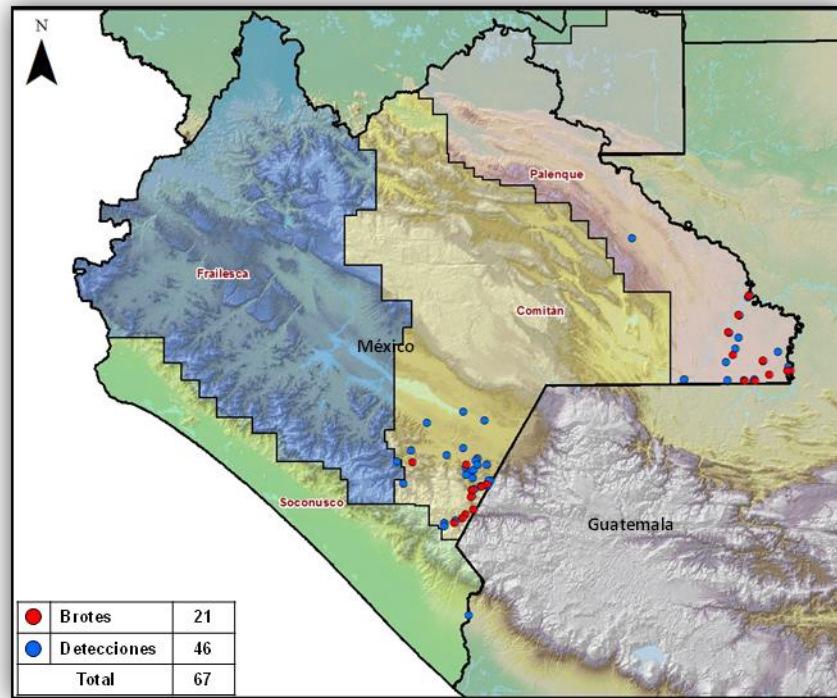 N
Palenque
Frailesca
Comitán
México
Soconusco
Guatemala
Brotes 21
Detecciones 46
Total 67